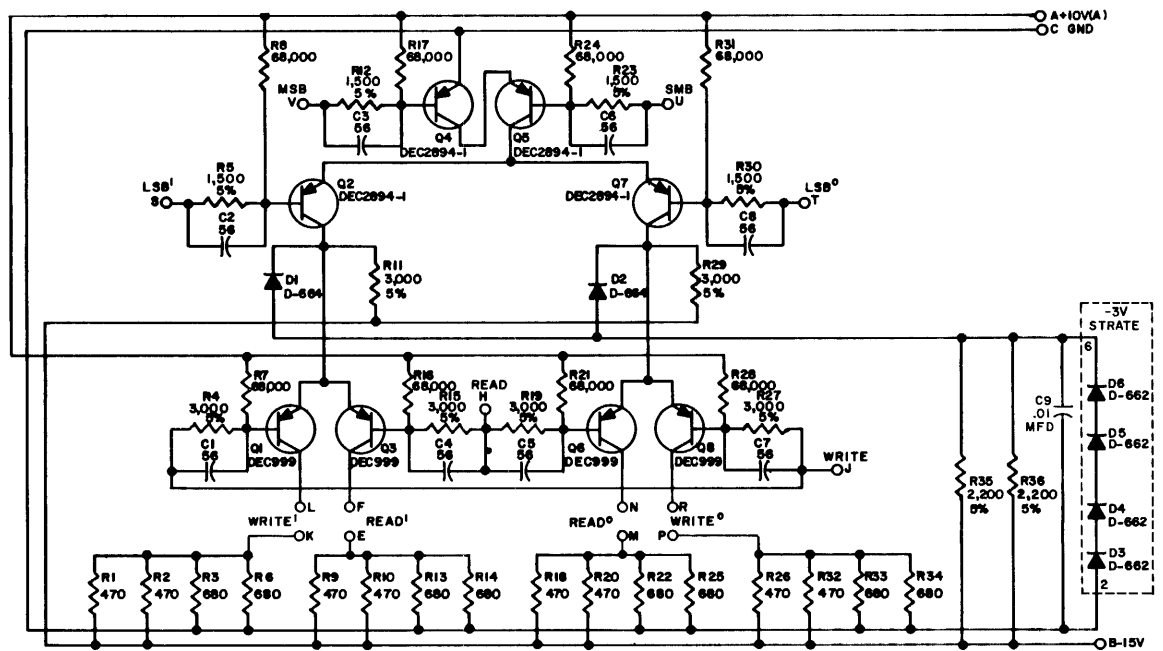 A+10V(A)
C GND
R8
68,000
R17
68,000
R24
68,000
R31
68,000
MSB
V
R12
1,500
5%
C3
56
Q4
DEC2894-1
Q5
DEC2894-1
R23
1,500
5%
C6
56
SMB
U
LSB¹
S
R5
1,500
5%
C2
56
Q2
DEC2894-1
Q7
DEC2894-1
R30
1,500
5%
C8
56
LSB⁰
T
D1
D-664
R11
3,000
5%
D2
D-664
R29
3,000
5%
-3V
STRATE
6
R7
68,000
R4
3,000
5%
C1
56
Q1
DEC999
Q3
DEC999
R16
68,000
R15
3,000
5%
C4
56
READ
H
R19
3,000
5%
C5
56
R21
68,000
Q6
DEC999
Q8
DEC999
R28
68,000
R27
3,000
5%
C7
56
WRITE
J
C9
.01
MFD
D6
D-662
D5
D-662
D4
D-662
D3
D-662
2
R35
2,200
5%
R36
2,200
5%
L
F
N
R
WRITE¹
K
READ¹
E
READ⁰
M
WRITE⁰
P
R1
470
R2
470
R3
680
R6
680
R9
470
R10
470
R13
680
R14
680
R18
470
R20
470
R22
680
R25
680
R26
470
R32
470
R33
680
R34
680
B-15V